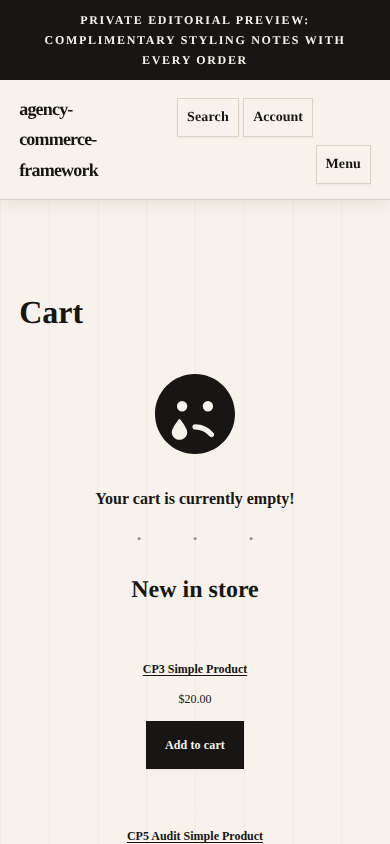 PRIVATE EDITORIAL PREVIEW:
COMPLIMENTARY STYLING NOTES WITH
EVERY ORDER
agency-
commerce-
framework
Search
Account
Menu
Cart
Your cart is currently empty!
New in store
CP3 Simple Product
$20.00
Add to cart
CP5 Audit Simple Product